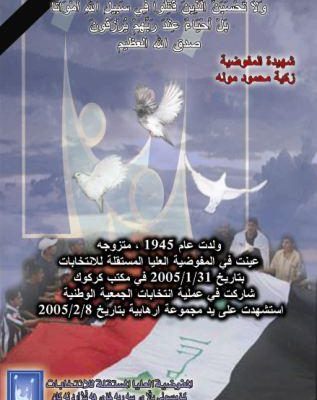 ولا تحسبن الذين قتلوا في سبيل الله أمواتا
بل أحياء عند ربهم يرزقون
صدق الله العظيم
شهيدة المفوضية
زكية محمود موله
ولدت عام 1945 ، متزوجه
عينت في المفوضية العليا المستقلة للانتخابات
بتاريخ 2005/1/31 في مكتب كركوك
شاركت في عملية انتخابات الجمعية الوطنية
استشهدت على يد مجموعة ارهابية بتاريخ 2005/2/8
المفوضية العليا المستقلة للانتخابات